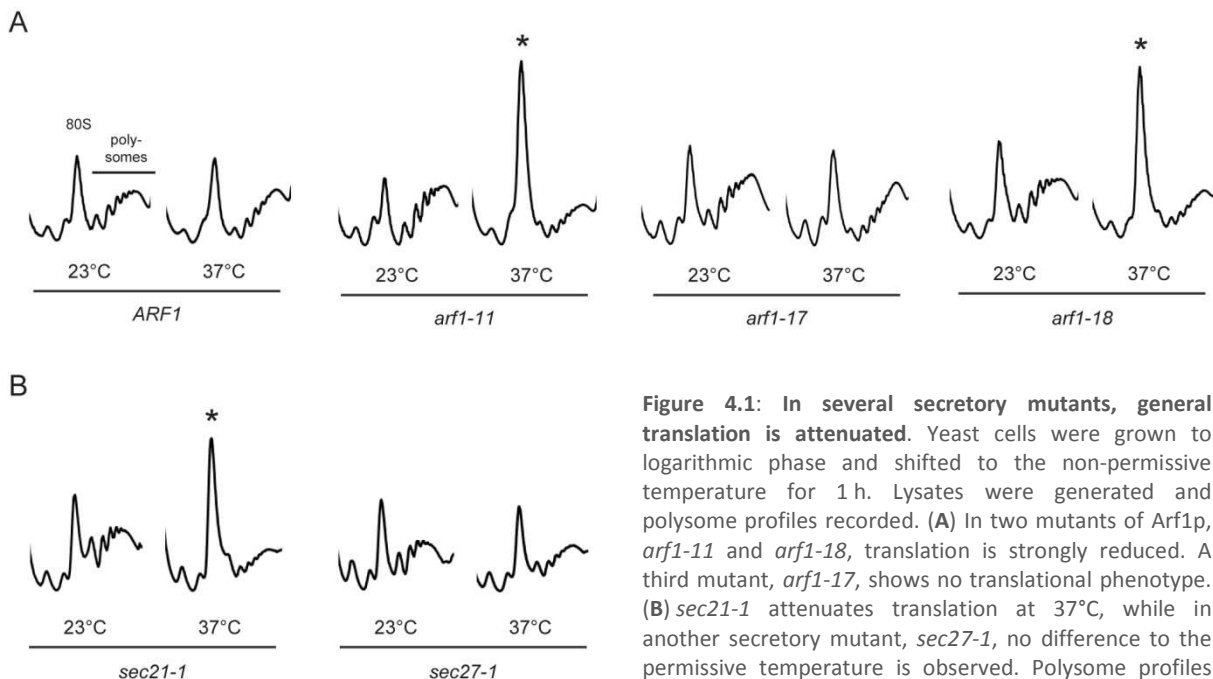 A
*
*
80S
poly-
somes
23°C 37°C 23°C 37°C 23°C 37°C 23°C 37°C
ARF1 arf1-11 arf1-17 arf1-18
B
*
23°C 37°C 23°C 37°C
sec21-1 sec27-1
Figure 4.1: In several secretory mutants, general
translation is attenuated. Yeast cells were grown to
logarithmic phase and shifted to the non-permissive
temperature for 1 h. Lysates were generated and
polysome profiles recorded. (A) In two mutants of Arf1p,
arf1-11 and arf1-18, translation is strongly reduced. A
third mutant, arf1-17, shows no translational phenotype.
(B) sec21-1 attenuates translation at 37°C, while in
another secretory mutant, sec27-1, no difference to the
permissive temperature is observed. Polysome profiles